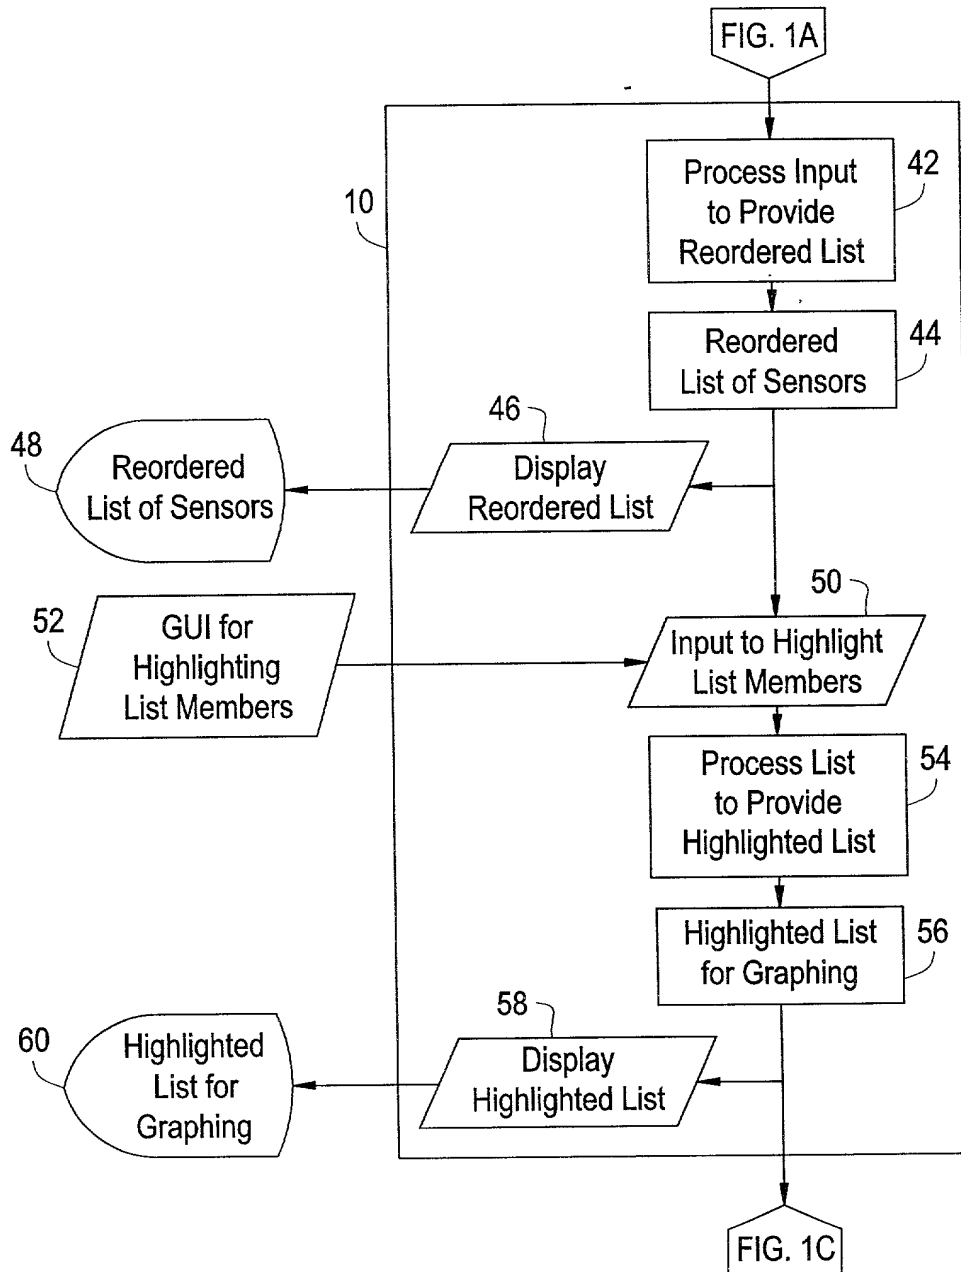 FIG. 1A
10
Process Input
to Provide
Reordered List
42
Reordered
List of Sensors
44
46
Display
Reordered List
48
Reordered
List of Sensors
50
Input to Highlight
List Members
52
GUI for
Highlighting
List Members
Process List
to Provide
Highlighted List
54
Highlighted List
for Graphing
56
58
Display
Highlighted List
60
Highlighted
List for
Graphing
FIG. 1C